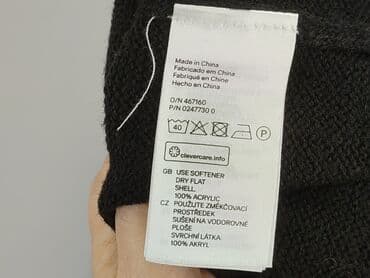 Made in China
Fabricado em China
Fabriqué en Chine
Hecho en China
O/N 467160
P/N 0247730 0
40 P
clevercare.info
GB USE SOFTENER
DRY FLAT
SHELL
100% ACRYLIC
CZ POUŽIJTE ZMĚKČOVACÍ
PROSTŘEDEK
SUŠENÍ NA VODOROVNÉ
PLOŠE
SVRCHNÍ LÁTKA
100% AKRYL